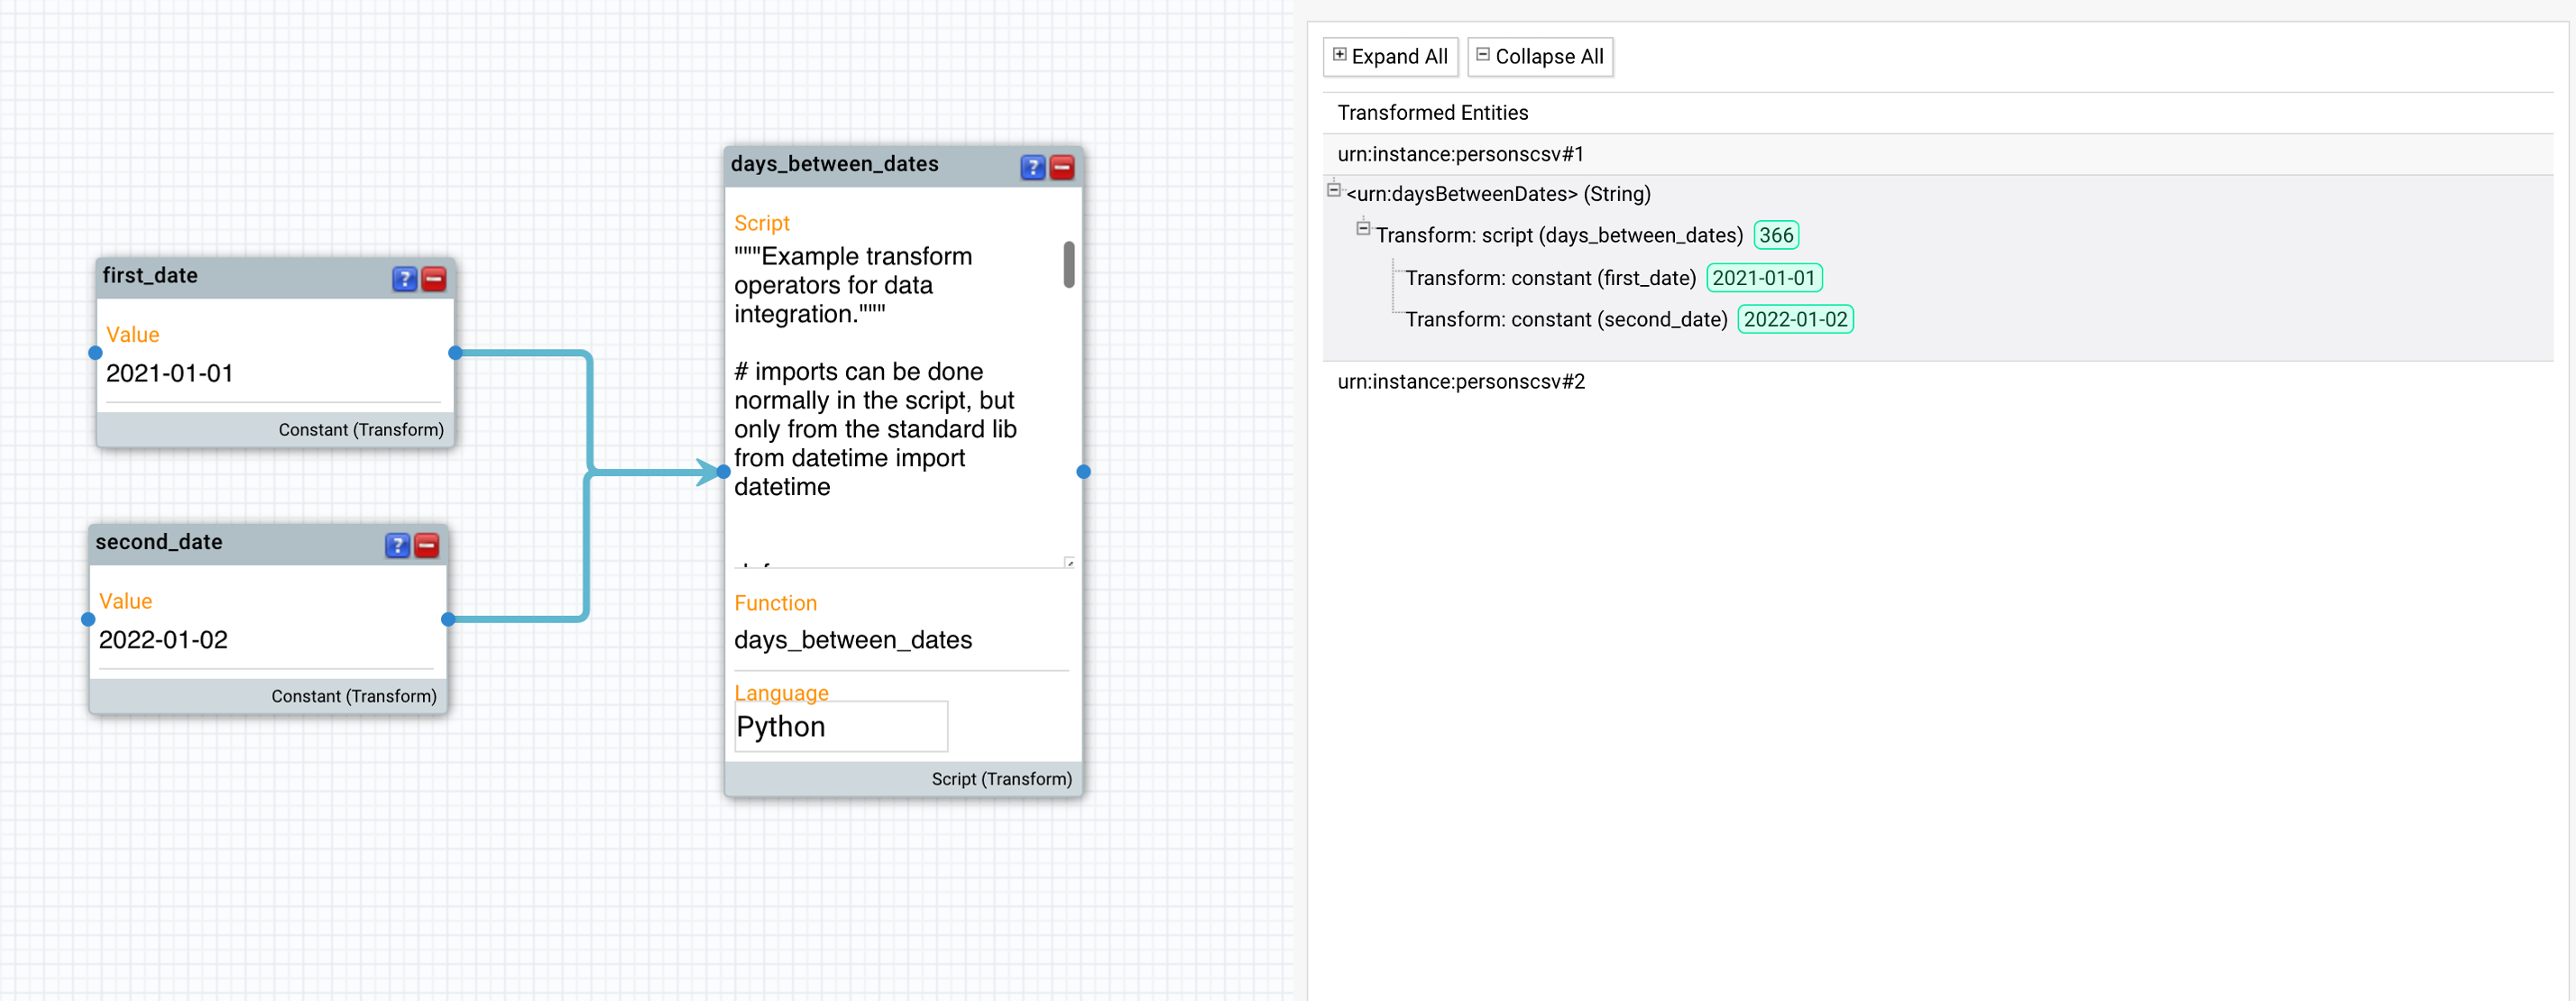 first_date
Value
2021-01-01
Constant (Transform)
second_date
Value
2022-01-02
Constant (Transform)
days_between_dates
Script
"""Example transform
operators for data
integration."""
# imports can be done
normally in the script, but
only from the standard lib
from datetime import
datetime
Function
days_between_dates
Language
Python
Script (Transform)
Expand All
Collapse All
Transformed Entities
urn:instance:personscsv#1
<urn:daysBetweenDates> (String)
Transform: script (days_between_dates) 366
Transform: constant (first_date) 2021-01-01
Transform: constant (second_date) 2022-01-02
urn:instance:personscsv#2